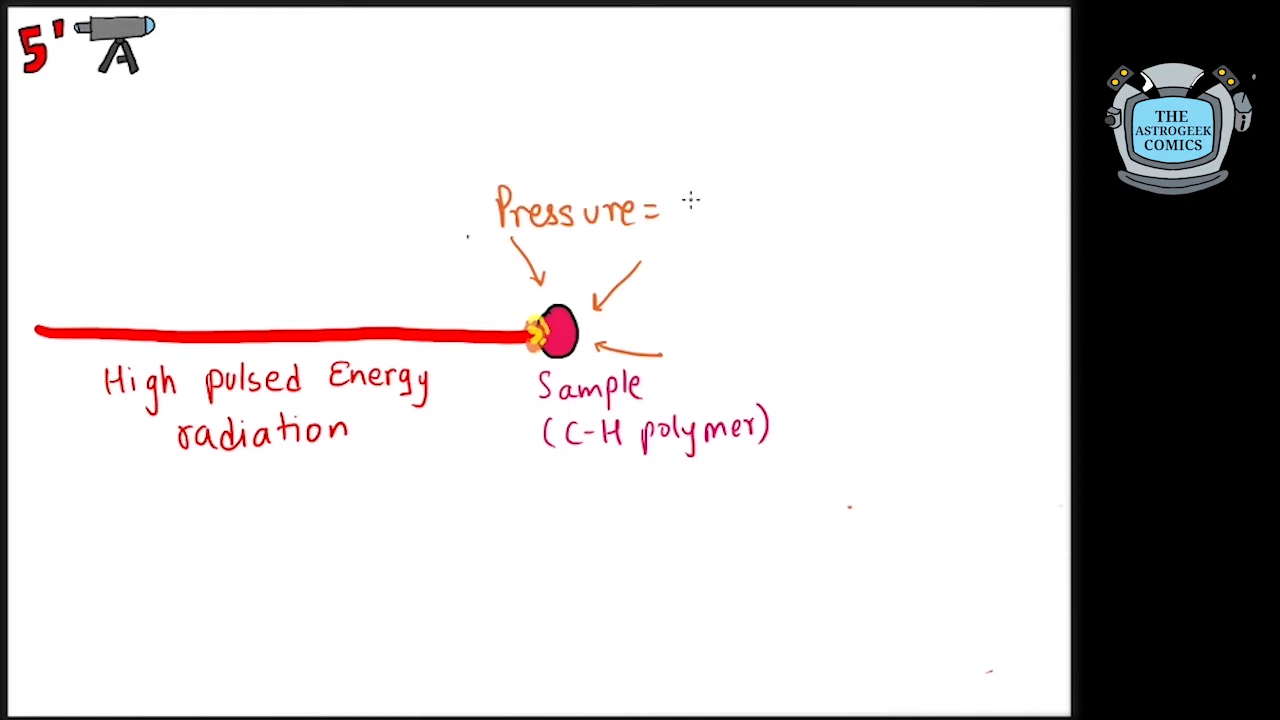 5'
THE
ASTROGEEK
COMICS
Pressure =
High pulsed Energy
radiation
Sample
(C-H polymer)